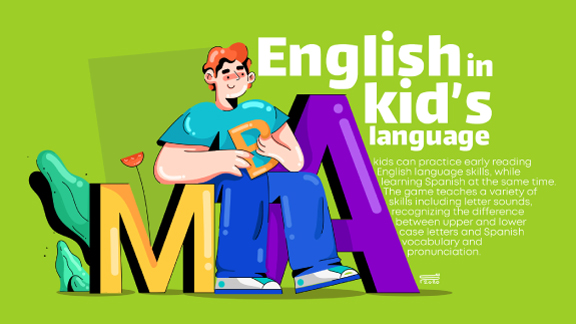 English in
kid's
language
kids can practice early reading
English language skills, while
learning Spanish at the same time.
The game teaches a variety of
skills including letter sounds,
recognizing the difference
between upper and lower
case letters and Spanish
vocabulary and
pronunciation.
B
M A